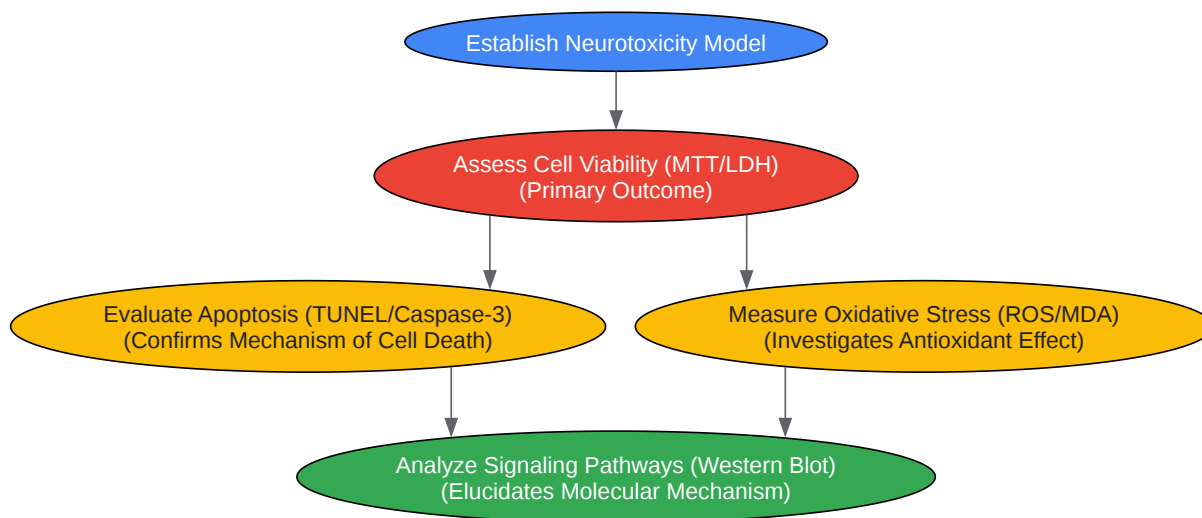 Establish Neurotoxicity Model
Assess Cell Viability (MTT/LDH)
(Primary Outcome)
Evaluate Apoptosis (TUNEL/Caspase-3)
(Confirms Mechanism of Cell Death)
Measure Oxidative Stress (ROS/MDA)
(Investigates Antioxidant Effect)
Analyze Signaling Pathways (Western Blot)
(Elucidates Molecular Mechanism)